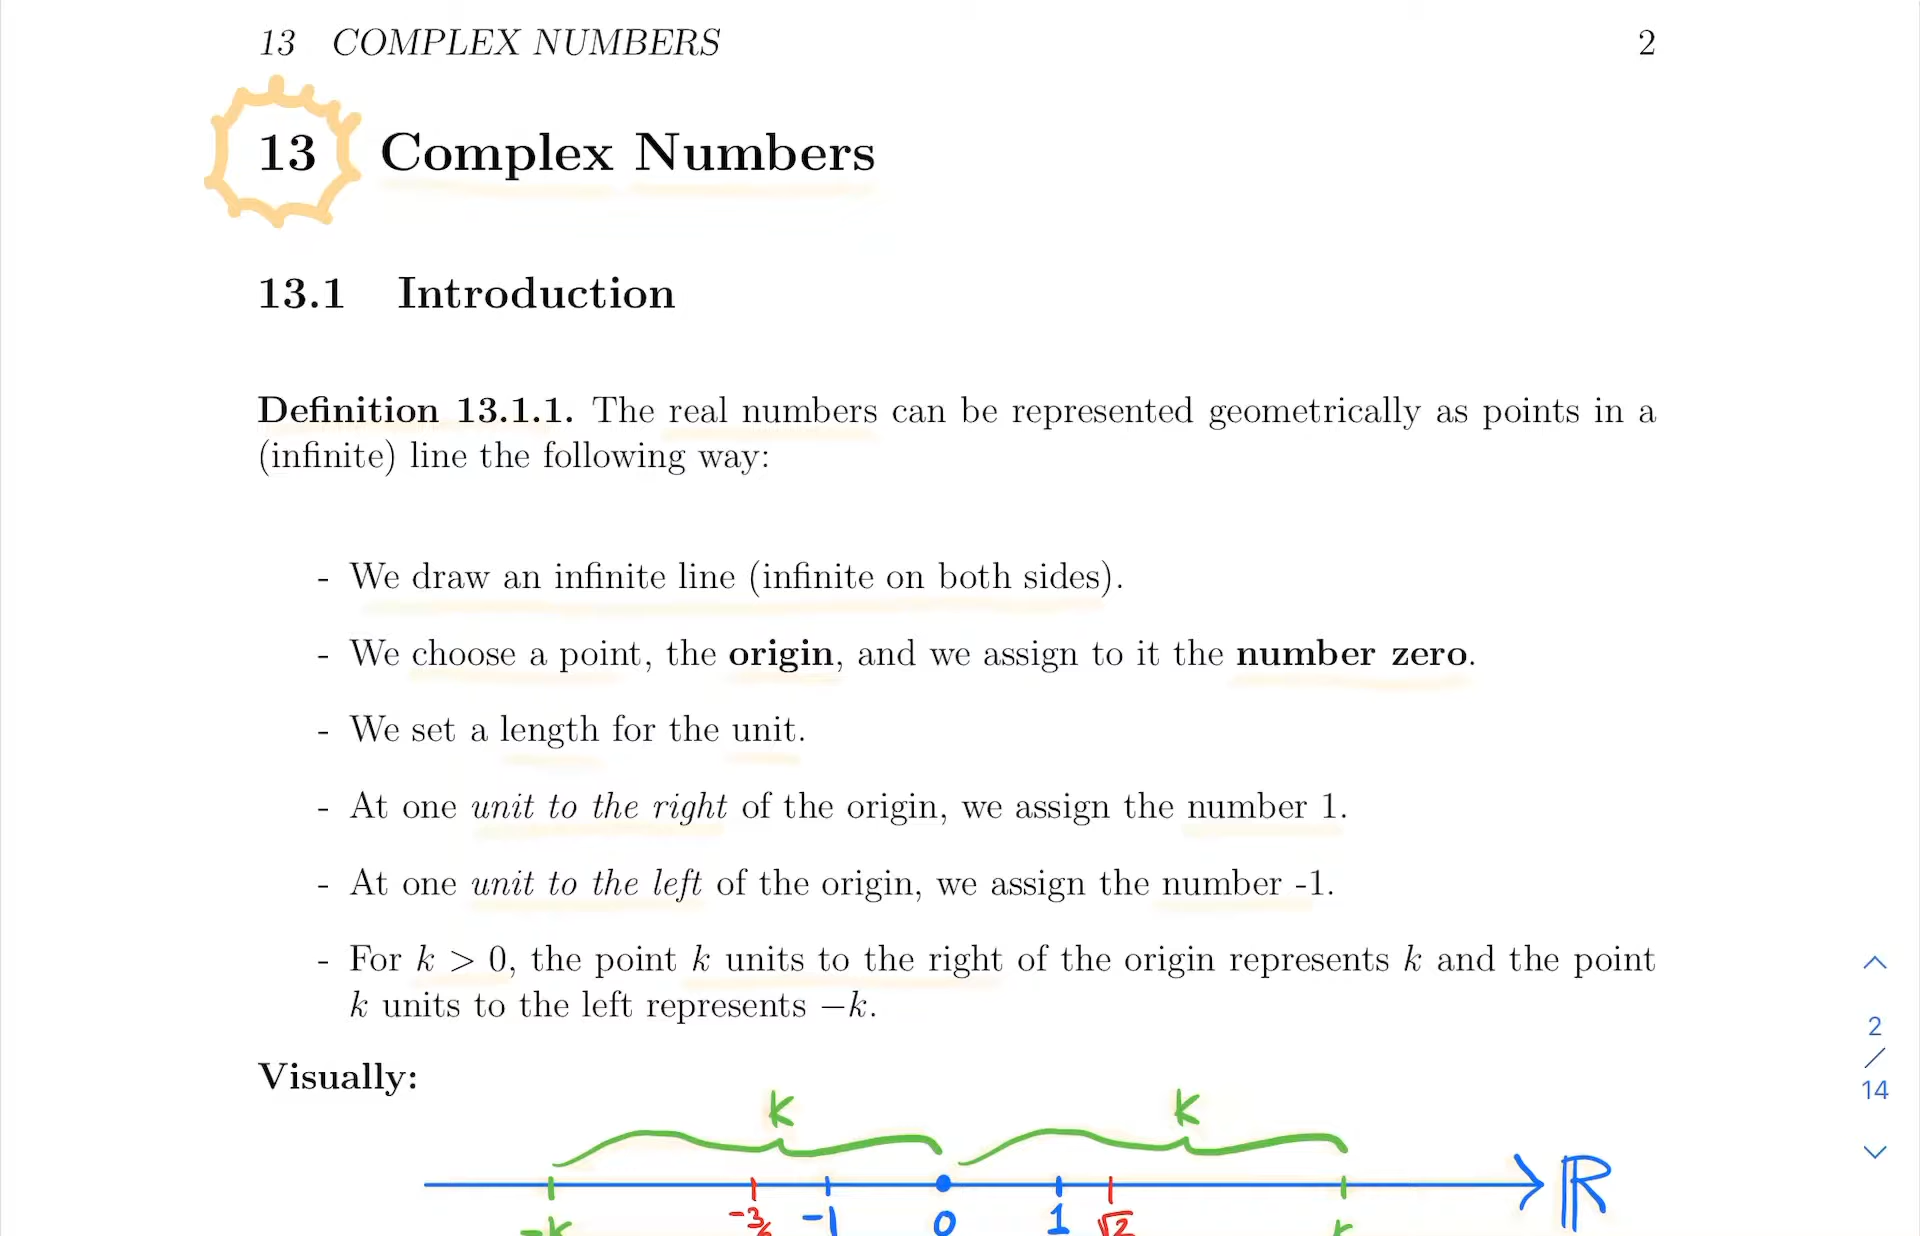 13 COMPLEX NUMBERS 2
13 Complex Numbers
13.1 Introduction
Definition 13.1.1. The real numbers can be represented geometrically as points in a
(infinite) line the following way:
- We draw an infinite line (infinite on both sides).
- We choose a point, the origin, and we assign to it the number zero.
- We set a length for the unit.
- At one unit to the right of the origin, we assign the number 1.
- At one unit to the left of the origin, we assign the number -1.
- For k > 0, the point k units to the right of the origin represents k and the point
k units to the left represents −k.
2
/
14
Visually:
k k
ℝ
-k -1 0 1 √2 k